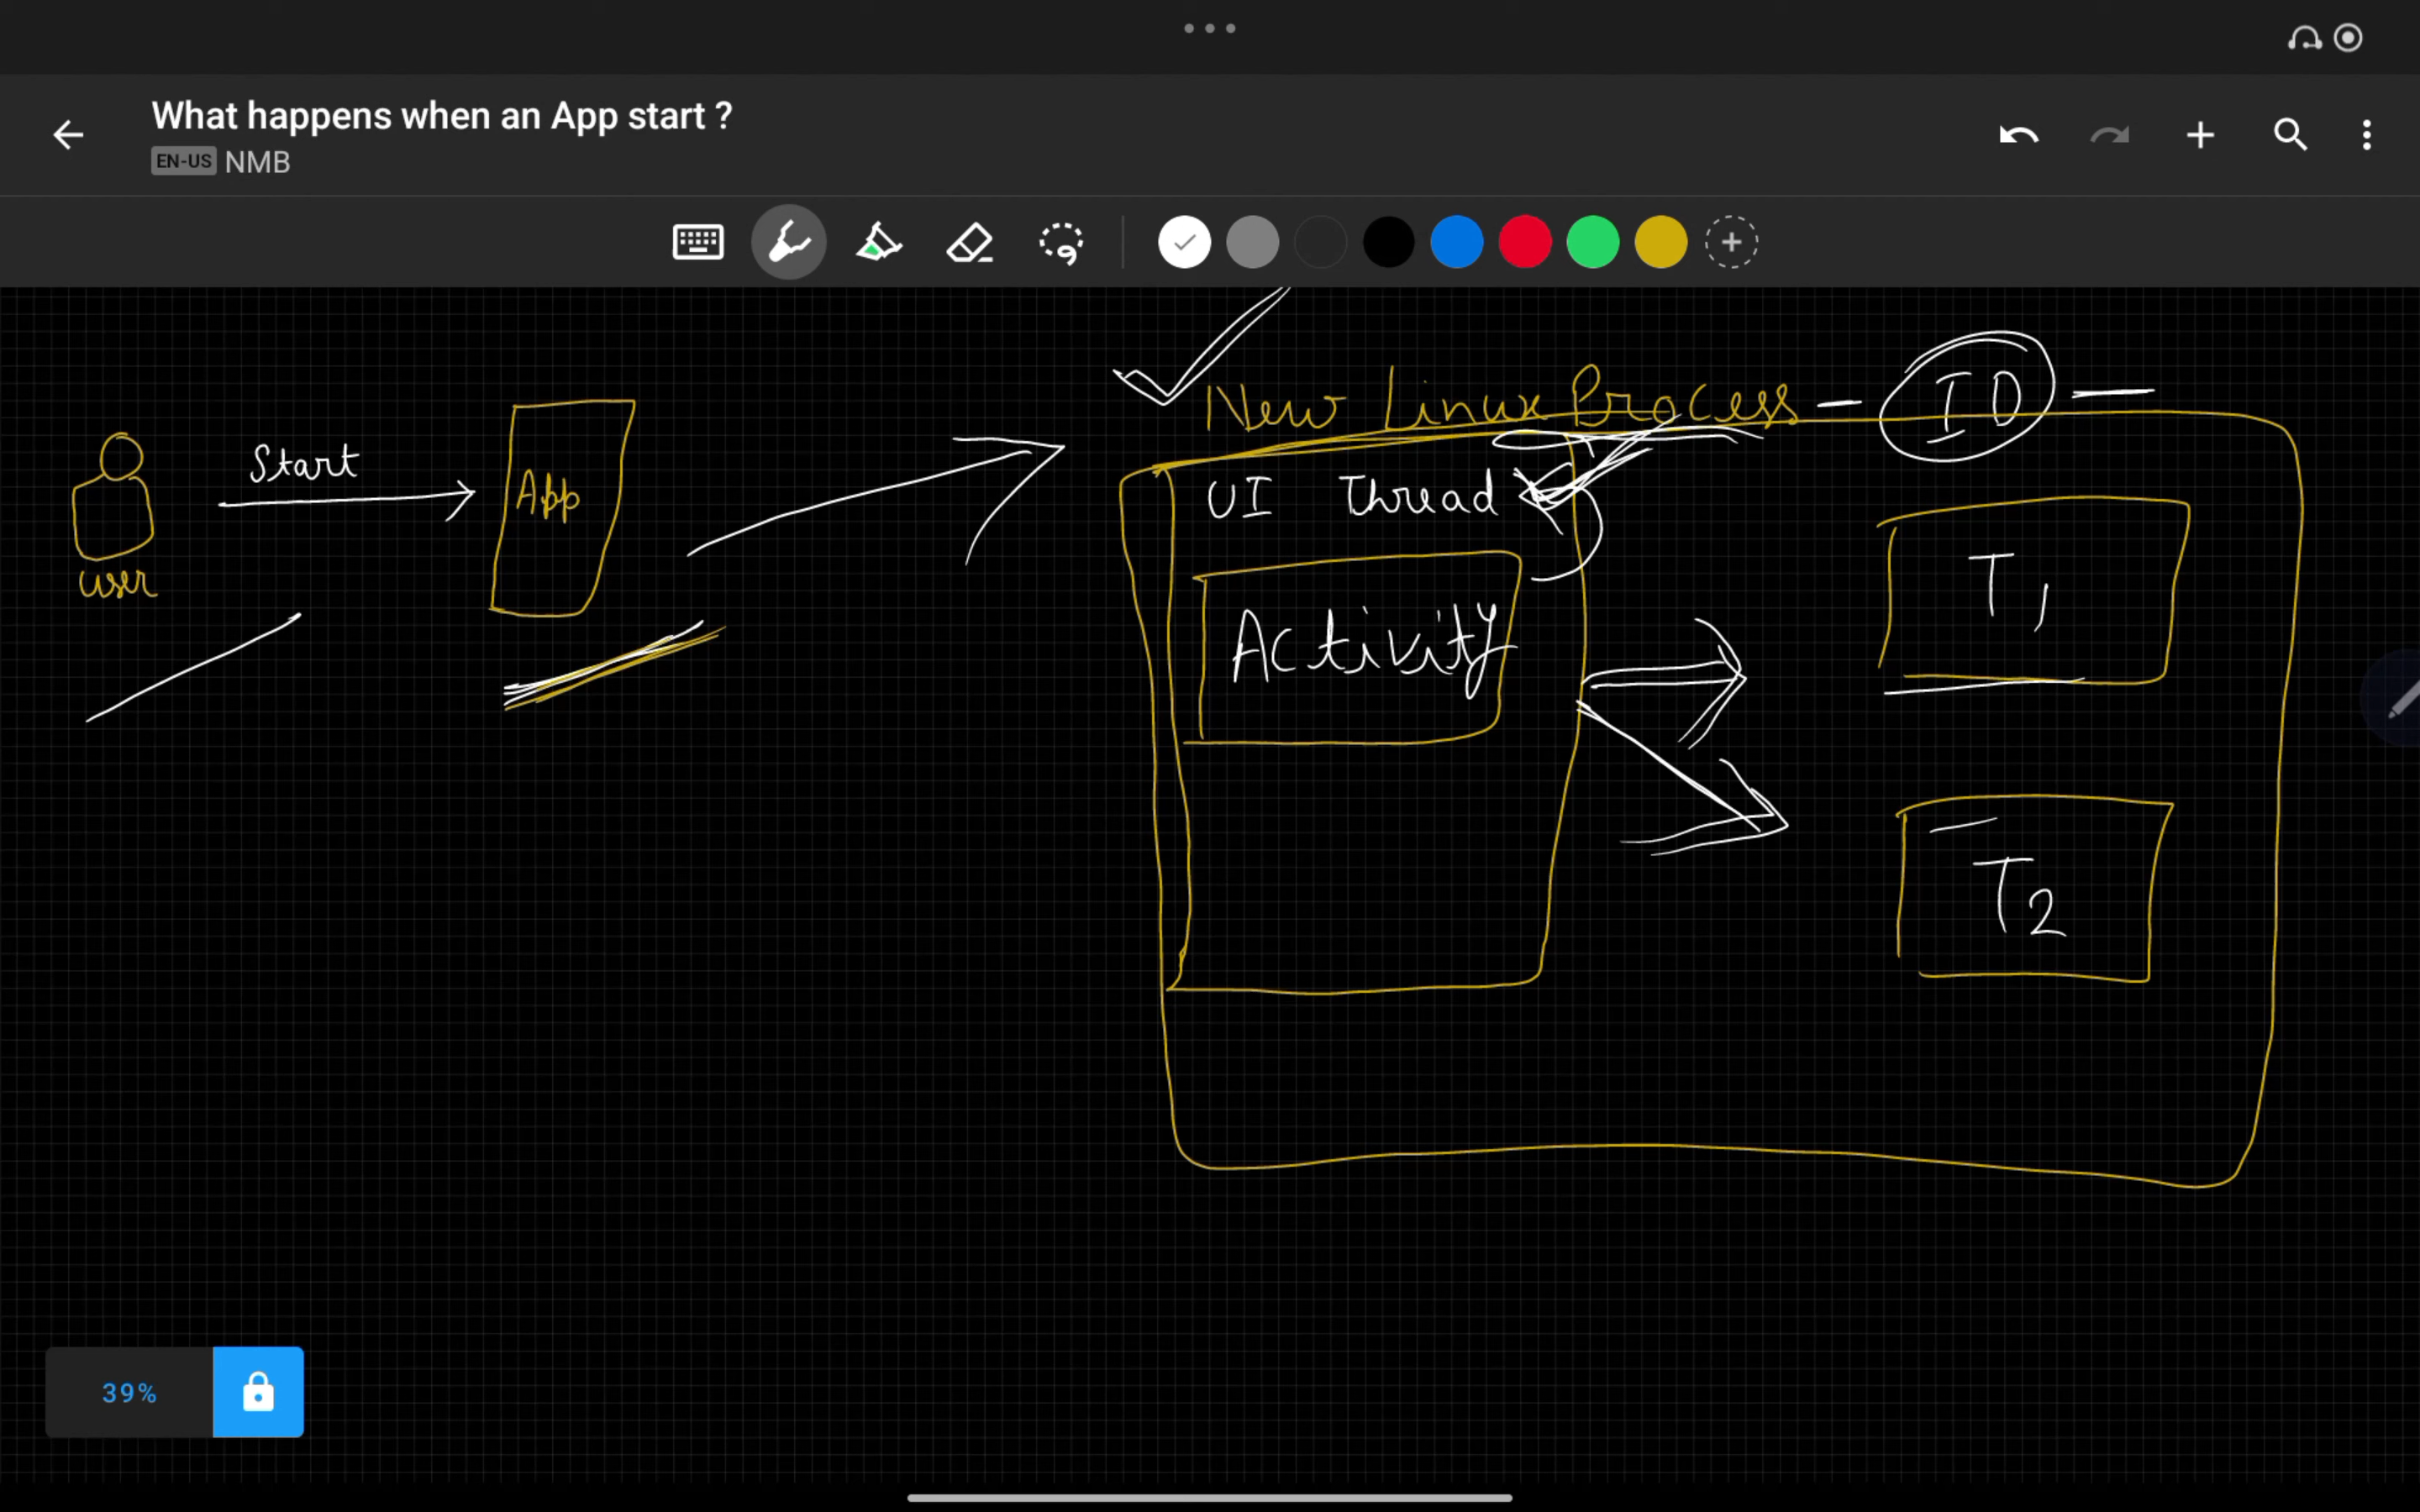 What happens when an App start ?
EN-US NMB
New Linux Process - ID -
Start
App
user
UI Thread
Activity
T1
T2
39%